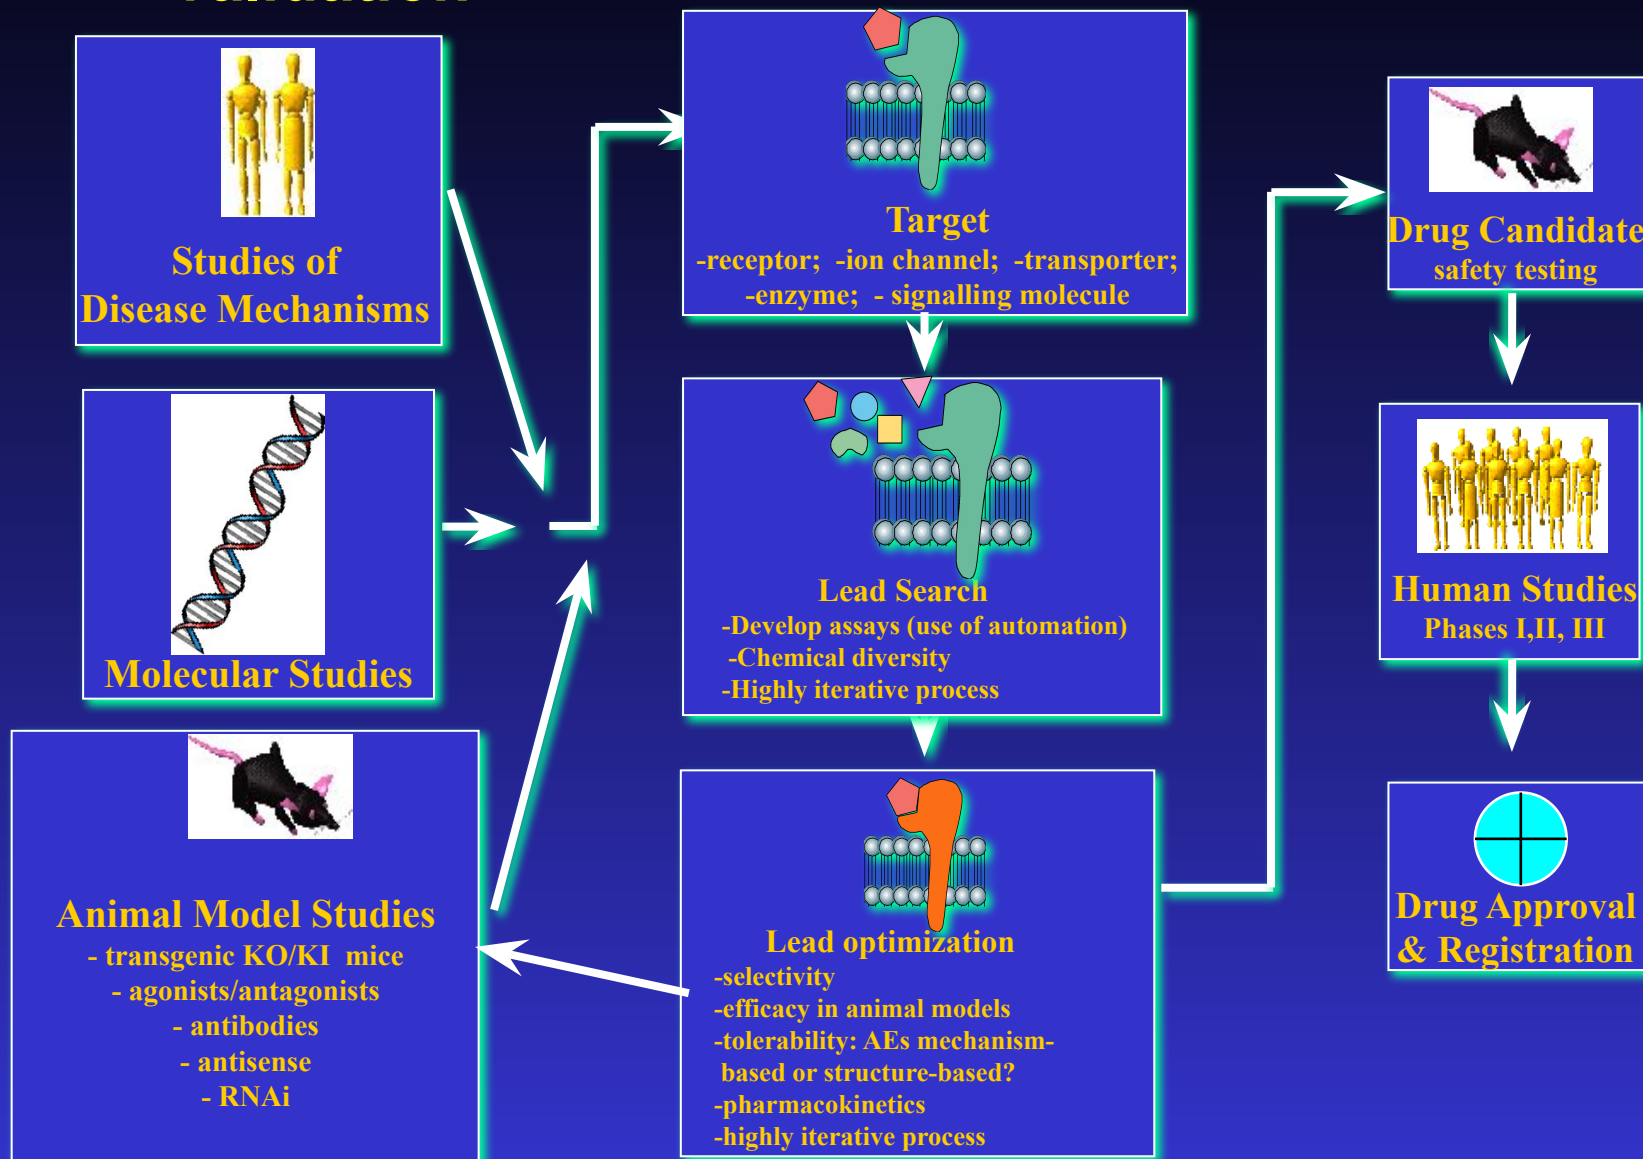 Studies of
Disease Mechanisms
Molecular Studies
Animal Model Studies
- transgenic KO/KI  mice
- agonists/antagonists
- antibodies
- antisense
- RNAi
Target
-receptor;  -ion channel;  -transporter;
-enzyme;  - signalling molecule
Lead Search
-Develop assays (use of automation)
-Chemical diversity
-Highly iterative process
Lead optimization
-selectivity
-efficacy in animal models
-tolerability: AEs mechanism-
based or structure-based?
-pharmacokinetics
-highly iterative process
Drug Candidate
safety testing
Human Studies
Phases I,II, III
Drug Approval
& Registration